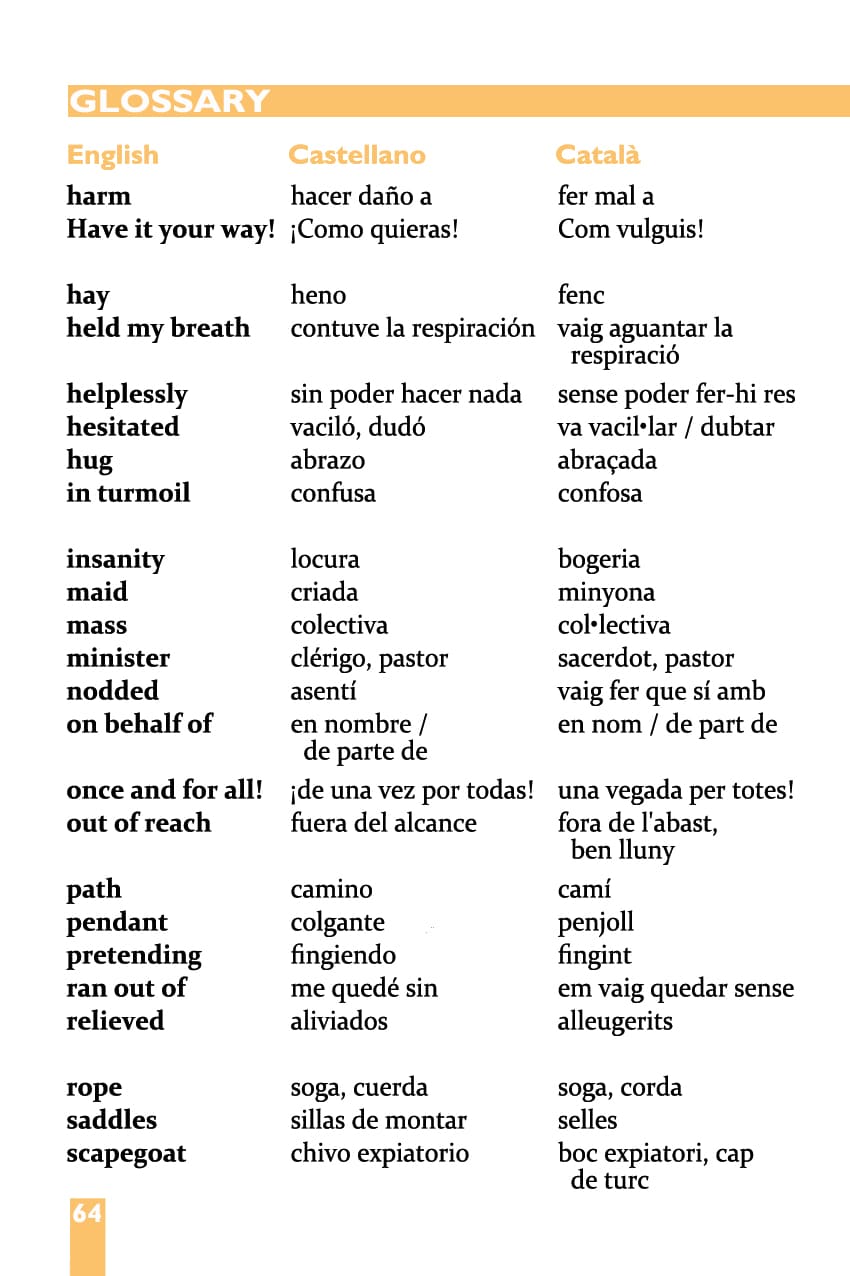 GLOSSARY
English Castellano Català
harm hacer daño a fer mal a
Have it your way! ¡Como quieras! Com vulguis!
hay heno fenc
held my breath contuve la respiración vaig aguantar la
respiració
helplessly sin poder hacer nada sense poder fer-hi res
hesitated vaciló, dudó va vacil•lar / dubtar
hug abrazo abraçada
in turmoil confusa confosa
insanity locura bogeria
maid criada minyona
mass colectiva col•lectiva
minister clérigo, pastor sacerdot, pastor
nodded asentí vaig fer que sí amb
on behalf of en nombre / en nom / de part de
de parte de
once and for all! ¡de una vez por todas! una vegada per totes!
out of reach fuera del alcance fora de l'abast,
ben lluny
path camino camí
pendant colgante penjoll
pretending fingiendo fingint
ran out of me quedé sin em vaig quedar sense
relieved aliviados alleugerits
rope soga, cuerda soga, corda
saddles sillas de montar selles
scapegoat chivo expiatorio boc expiatori, cap
de turc
64